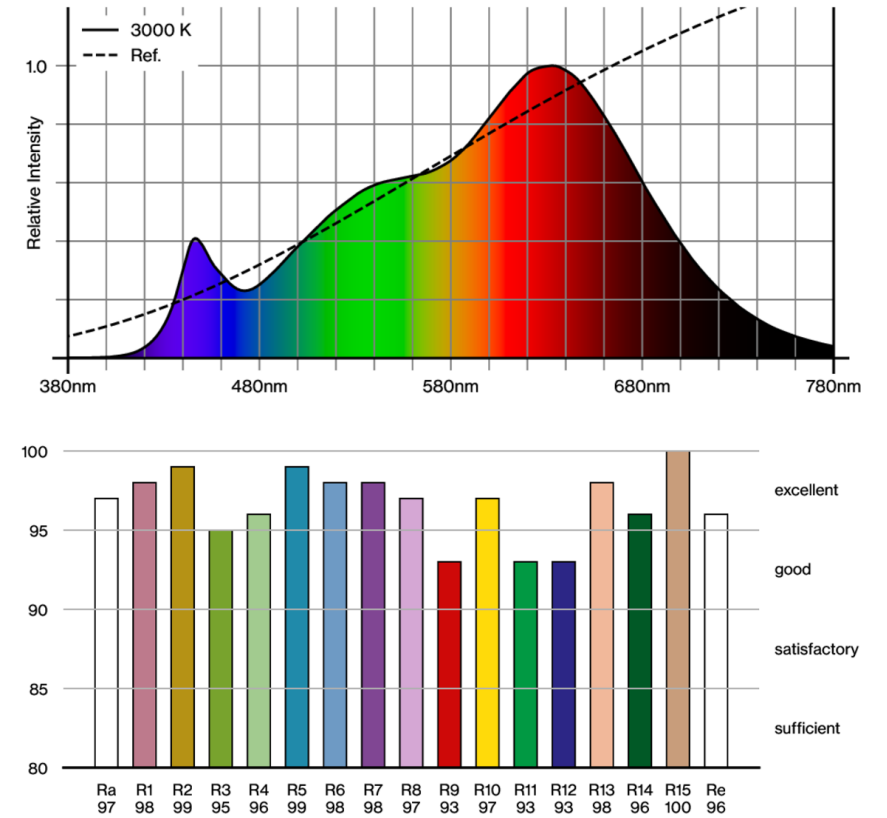 3000 K
Ref.
1.0
Relative Intensity
380nm 480nm 580nm 680nm 780nm
100
excellent
95
good
90
satisfactory
85
sufficient
80
Ra R1 R2 R3 R4 R5 R6 R7 R8 R9 R10 R11 R12 R13 R14 R15 Re
97 98 99 95 96 99 98 98 97 93 97 93 93 98 96 100 96